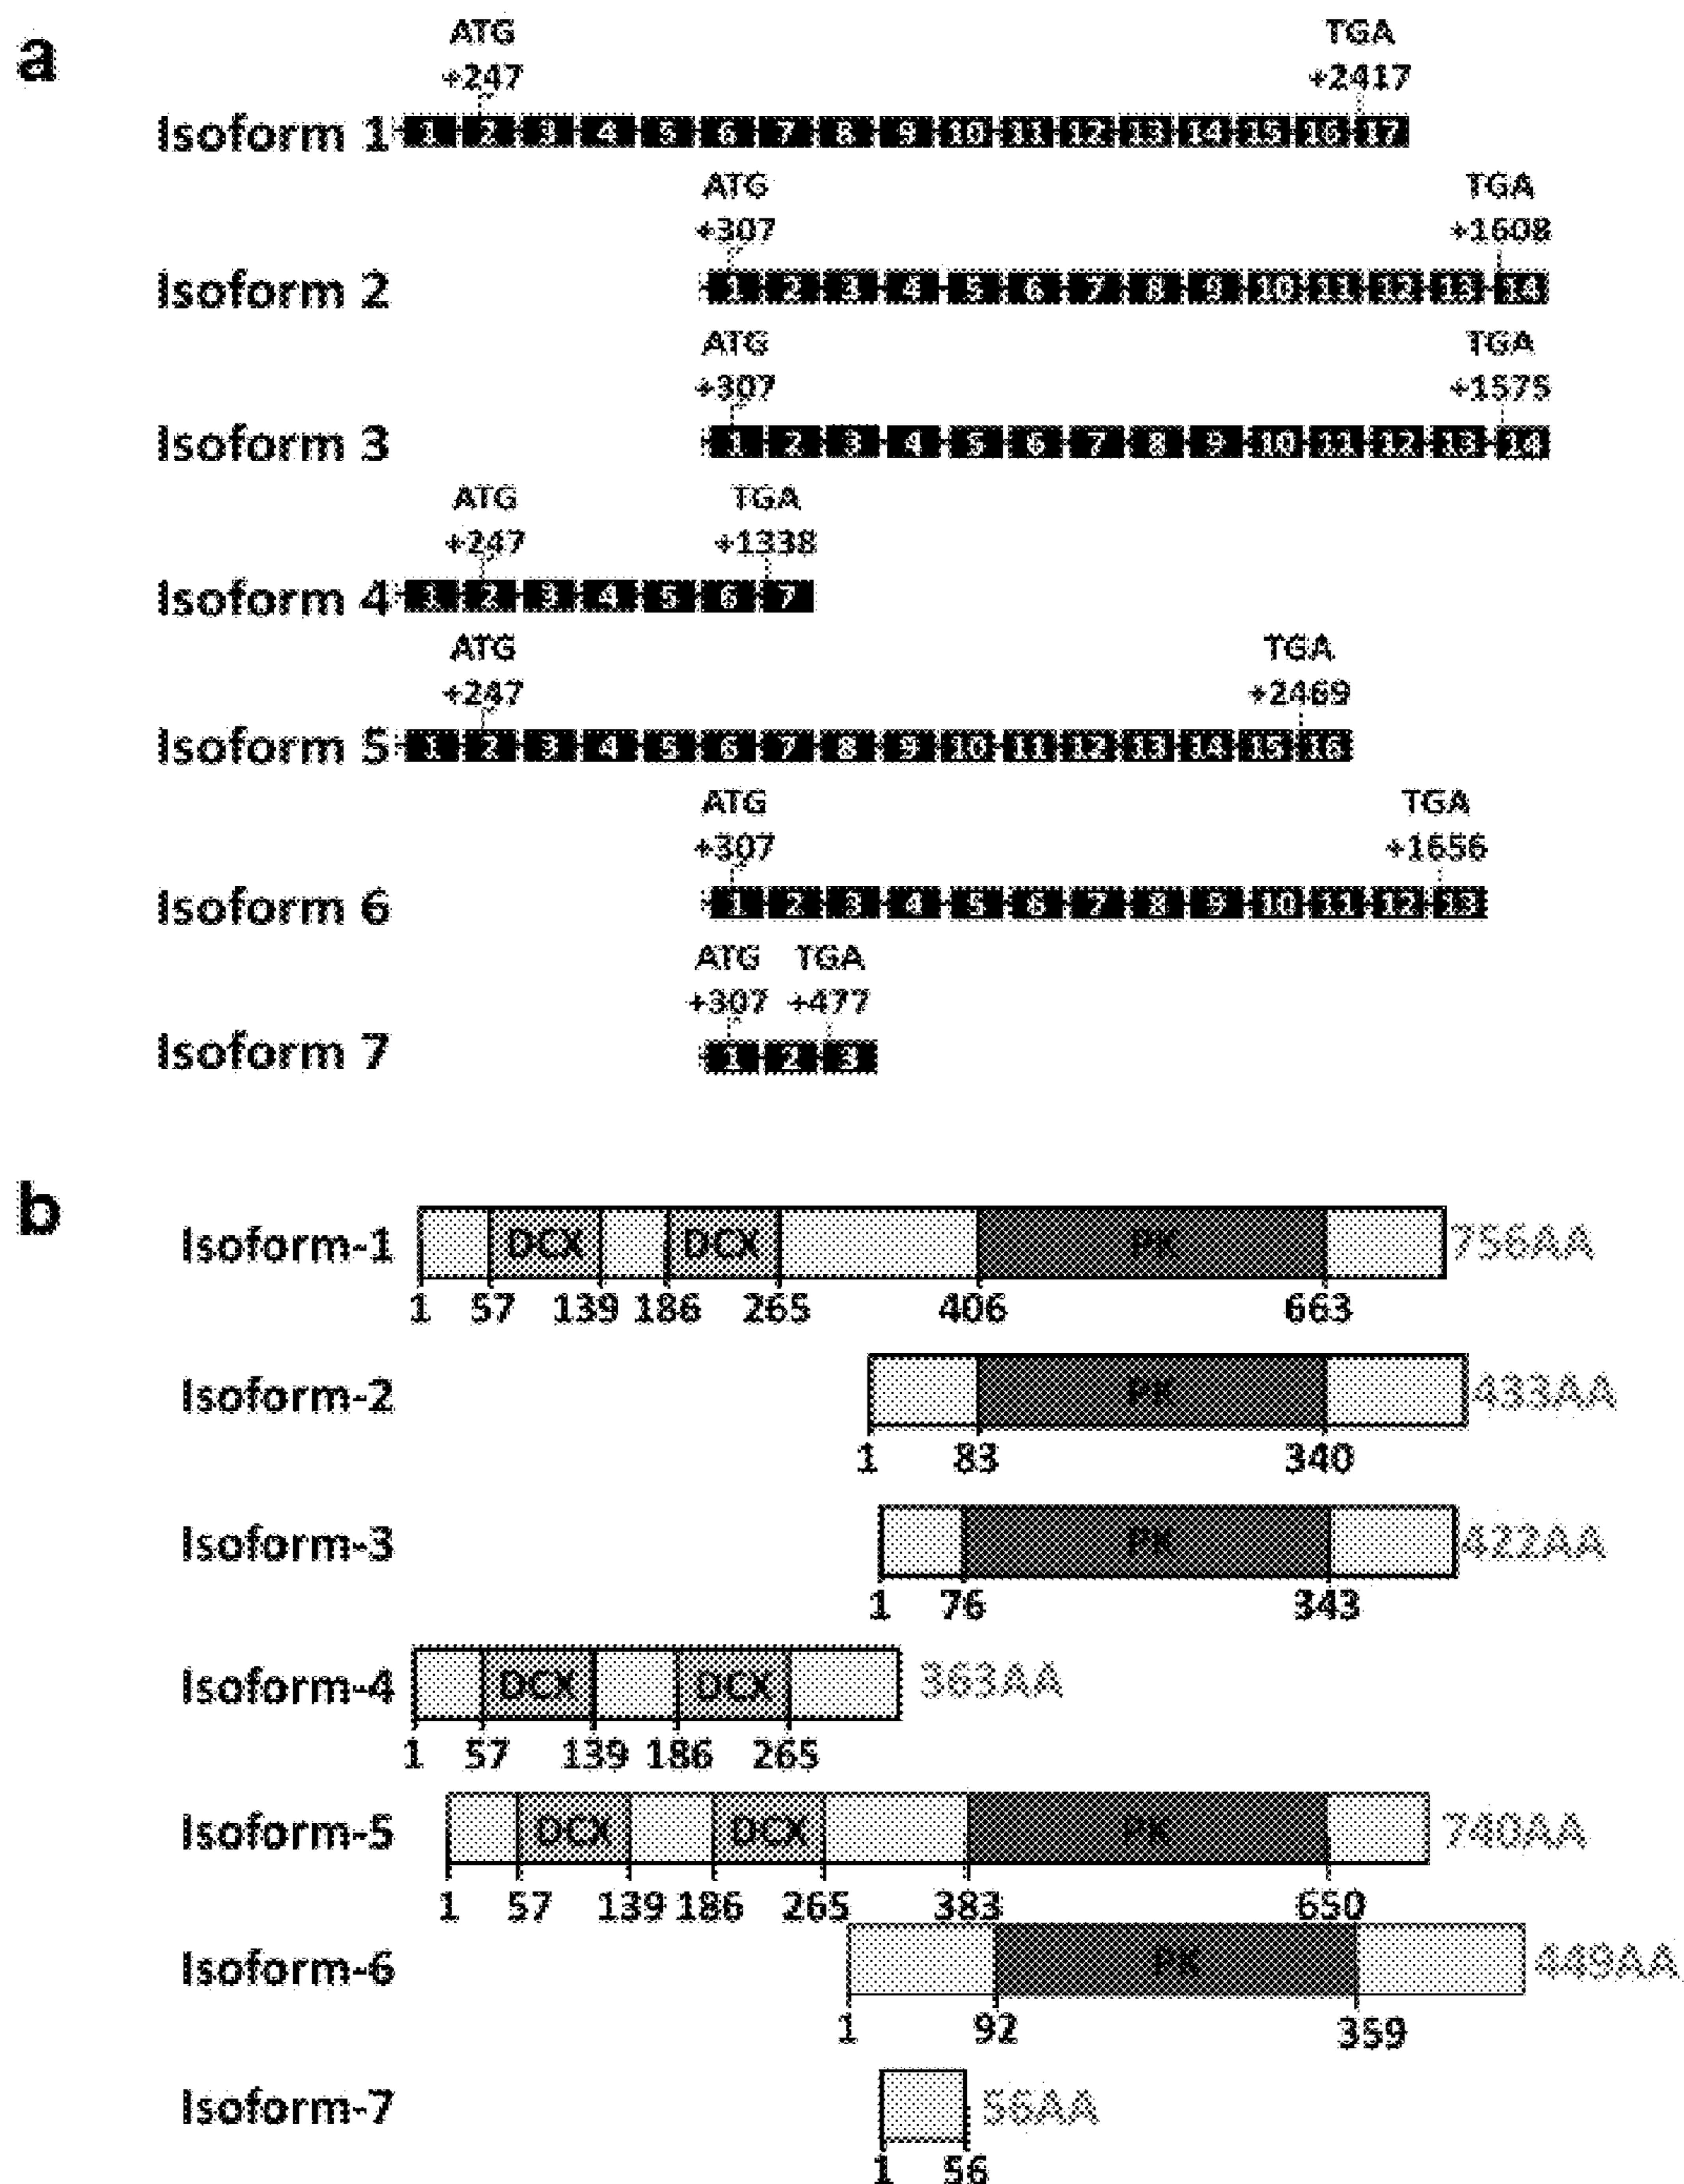 a
ATG TGA
+247 +2417
Isoform 1 1 2 3 4 5 6 7 8 9 10 11 12 13 14 15 16 17
ATG TGA
+307 +1608
Isoform 2 1 2 3 4 5 6 7 8 9 10 11 12 13 14
ATG TGA
+307 +1575
Isoform 3 1 2 3 4 5 6 7 8 9 10 11 12 13 14
ATG TGA
+247 +1338
Isoform 4 1 2 3 4 5 6 7
ATG TGA
+247 +2469
Isoform 5 1 2 3 4 5 6 7 8 9 10 11 12 13 14 15 16
ATG TGA
+307 +1656
Isoform 6 1 2 3 4 5 6 7 8 9 10 11 12 13
ATG TGA
+307 +477
Isoform 7 1 2 3
b
Isoform-1 DCX DCX PK 756AA
1 57 139 186 265 406 663
Isoform-2 PK 433AA
1 83 340
Isoform-3 PK 422AA
1 76 343
Isoform-4 DCX DCX 363AA
1 57 139 186 265
Isoform-5 DCX DCX PK 740AA
1 57 139 186 265 383 650
Isoform-6 PK 449AA
1 92 359
Isoform-7 56AA
1 56